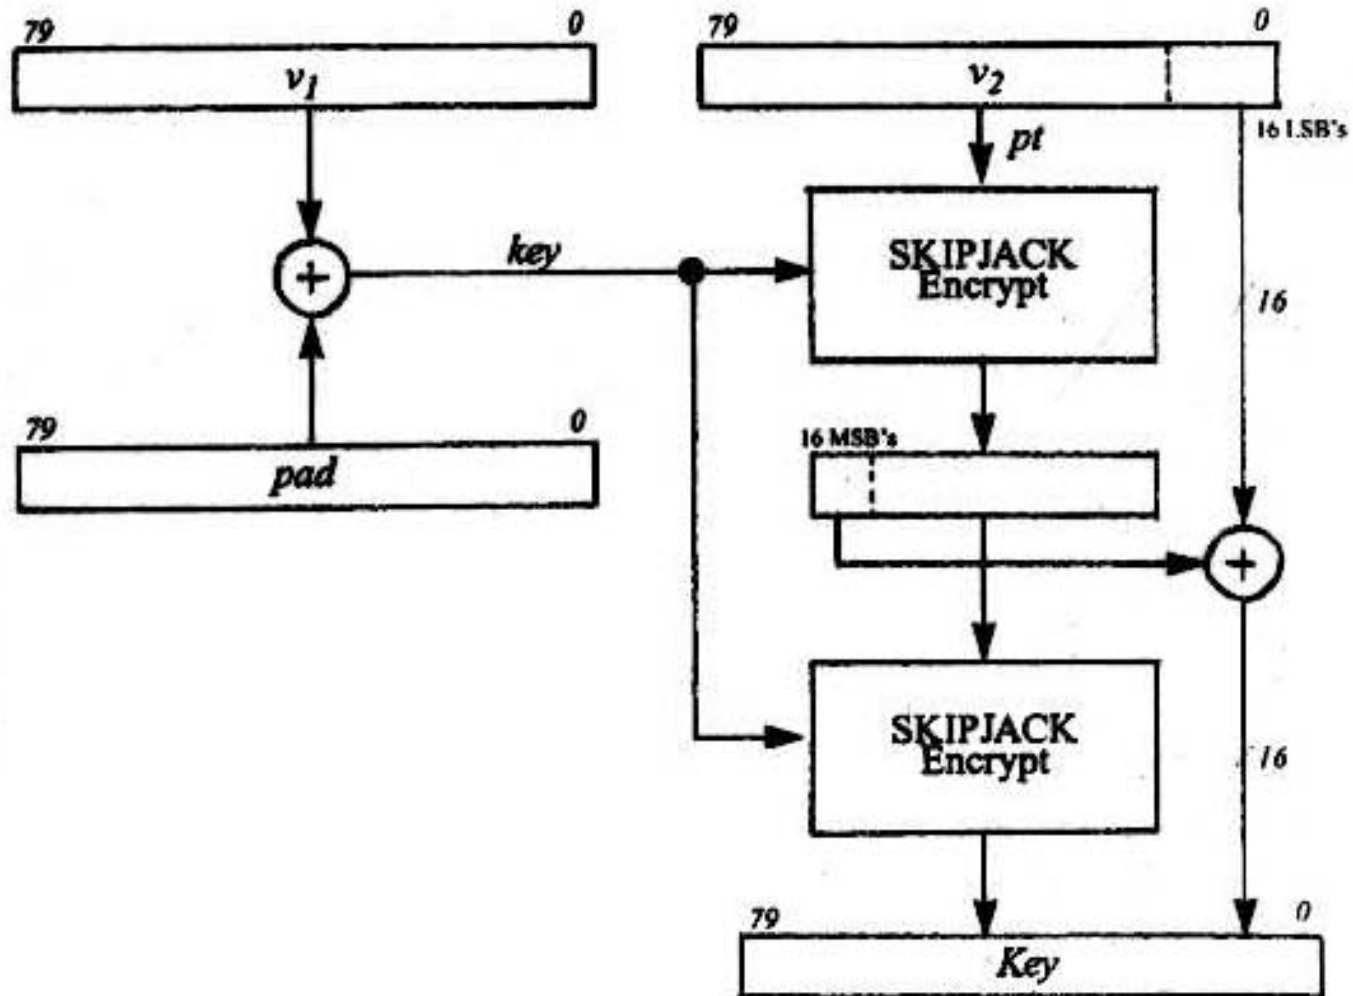 79 0
v1
79 0
v2
16 LSB's
pt
SKIPJACK
Encrypt
key
16
79 0
pad
16 MSB's
SKIPJACK
Encrypt
16
79 0
Key